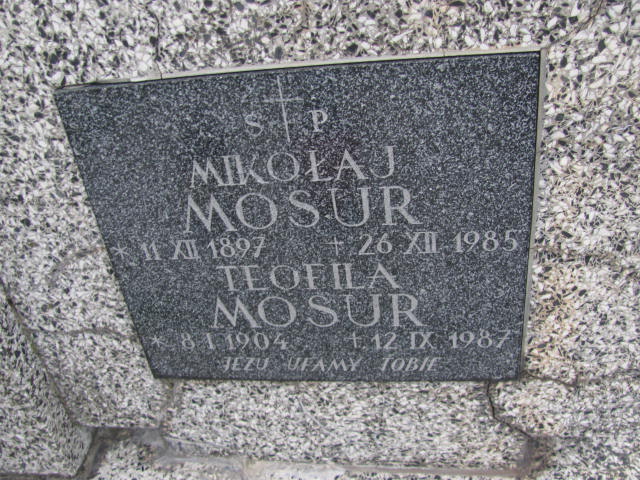 S P
MIKOŁAJ
MOSUR
* 11 XII 1897 + 26 XII 1985
TEOFILA
MOSUR
* 8 I 1904 + 12 IX 1987
JEZU UFAMY TOBIE